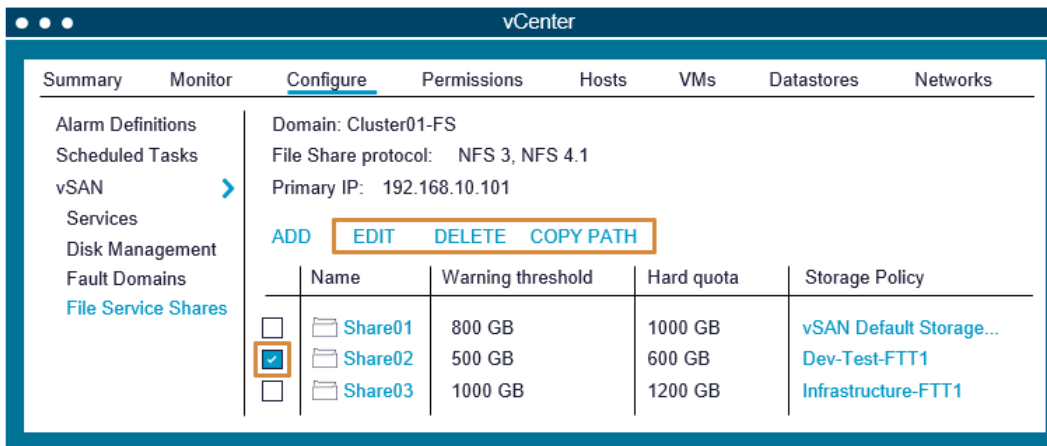 vCenter
Summary Monitor Configure Permissions Hosts VMs Datastores Networks
Alarm Definitions
Scheduled Tasks
vSAN
Services
Disk Management
Fault Domains
File Service Shares
Domain: Cluster01-FS
File Share protocol: NFS 3, NFS 4.1
Primary IP: 192.168.10.101
ADD EDIT DELETE COPY PATH
Name Warning threshold Hard quota Storage Policy
Share01 800 GB 1000 GB vSAN Default Storage...
Share02 500 GB 600 GB Dev-Test-FTT1
Share03 1000 GB 1200 GB Infrastructure-FTT1